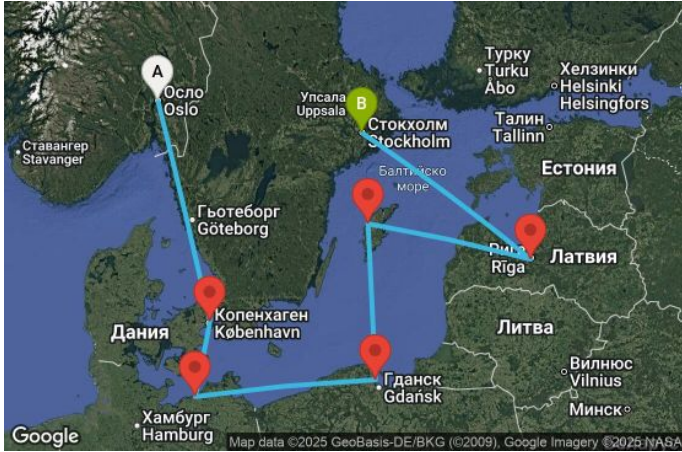 A
Осло
Oslo
Упсала
Uppsala
B
Стокхолм
Stockholm
Турку
Turku
Åbo
Хелзинки
Helsinki
Helsingfors
Талин
Tallinn
Ставангер
Stavanger
Балтийско
море
Естония
Гьотеборг
Göteborg
Рига
Rīga
Латвия
Дания
Копенхаген
København
Литва
Гданск
Gdańsk
Вилнюс
Vilnius
Минск
Хамбург
Hamburg
Google
Map data ©2025 GeoBasis-DE/BKG (©2009), Google Imagery ©2025 NASA